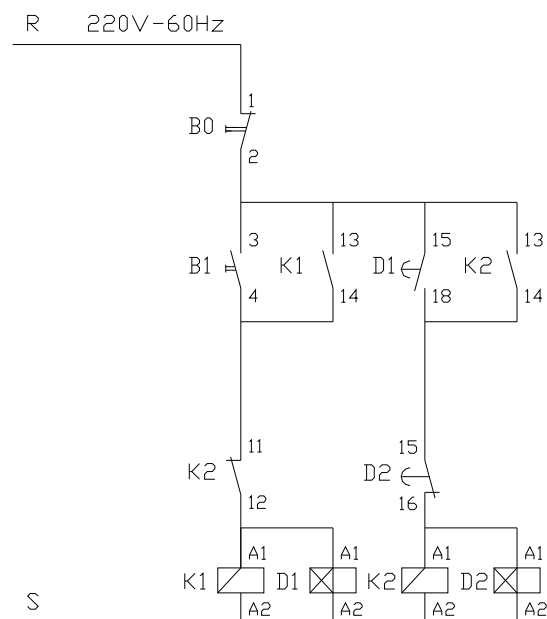 R 220V-60Hz
1
B0
2
3 13 15 13
B1 K1 D1 K2
4 14 18 14
11 15
K2 D2
12 16
A1 A1 A1 A1
K1 D1 K2 D2
S A2 A2 A2 A2